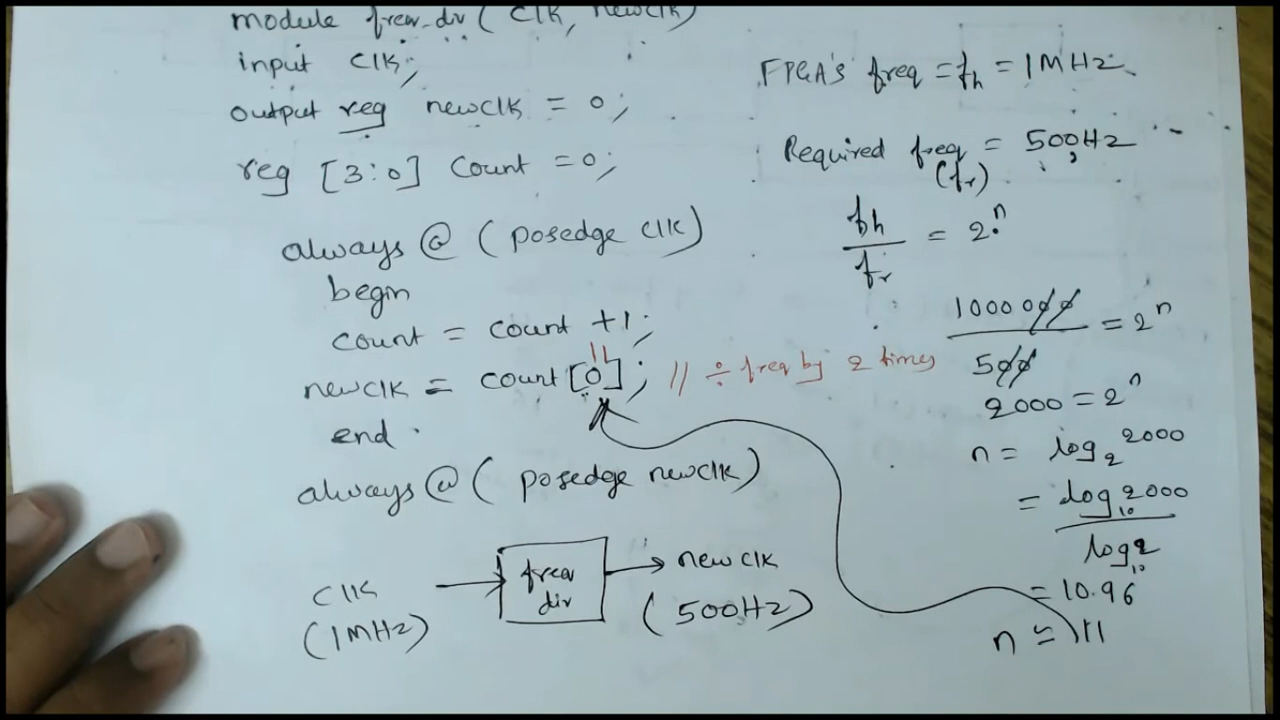 module freq_div ( clk, newclk)
input clk;
output reg newclk = 0;
reg [3:0] count = 0;
always @ ( posedge clk)
begin
count = count +1;
11
newclk = count [0]; // ÷ freq by 2 times
end
always @ ( posedge newclk)
clk
(1MHz)
freq
div
newclk
(500Hz)
FPGA's freq = fh = 1MHz
Required freq = 500Hz
(fr)
fh / fr = 2^n
1000000 / 500 = 2^n
2000 = 2^n
n = log₂ 2000
= log₁₀ 2000 / log₁₀ 2
= 10.96
n ≃ 11